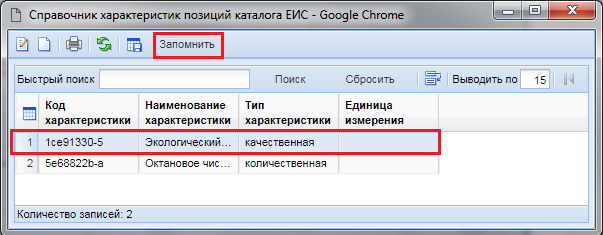 Справочник характеристик позиций каталога ЕИС - Google Chrome
Запомнить
Быстрый поиск Поиск Сбросить Выводить по 15
Код характеристики Наименование характеристики Тип характеристики Единица измерения
1 1ce91330-5 Экологический... качественная
2 5e68822b-a Октановое чис... количественная
Количество записей: 2